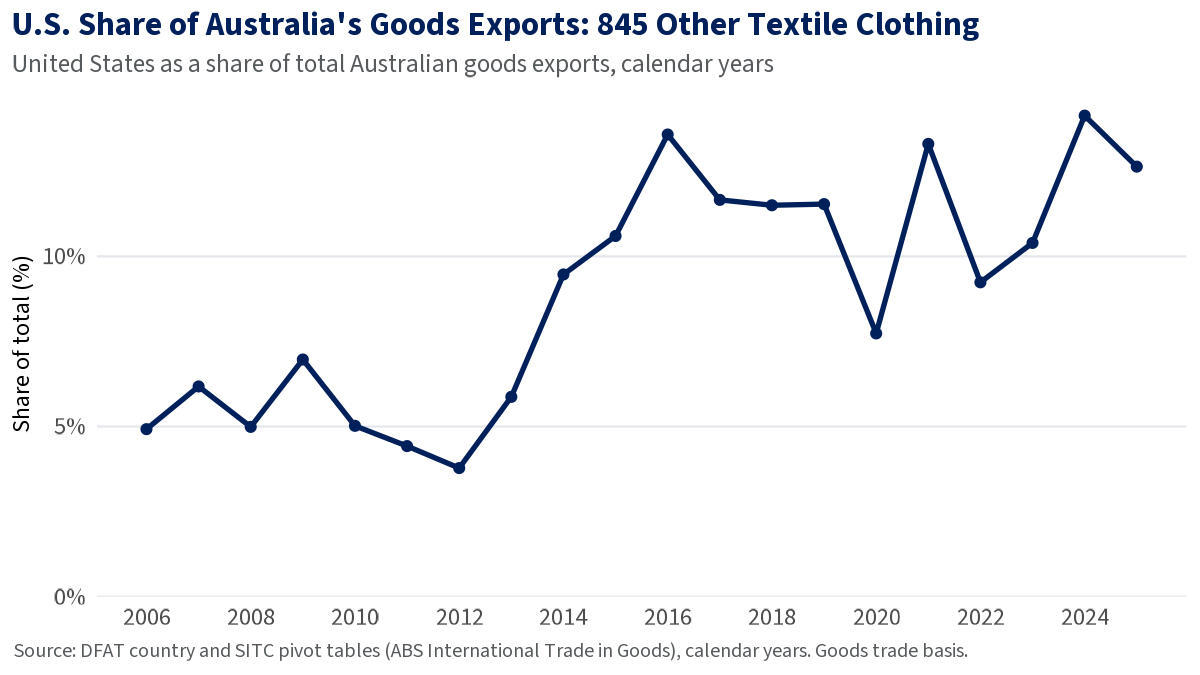 U.S. Share of Australia's Goods Exports: 845 Other Textile Clothing
United States as a share of total Australian goods exports, calendar years
Share of total (%)
10%
5%
0%
2006 2008 2010 2012 2014 2016 2018 2020 2022 2024
Source: DFAT country and SITC pivot tables (ABS International Trade in Goods), calendar years. Goods trade basis.